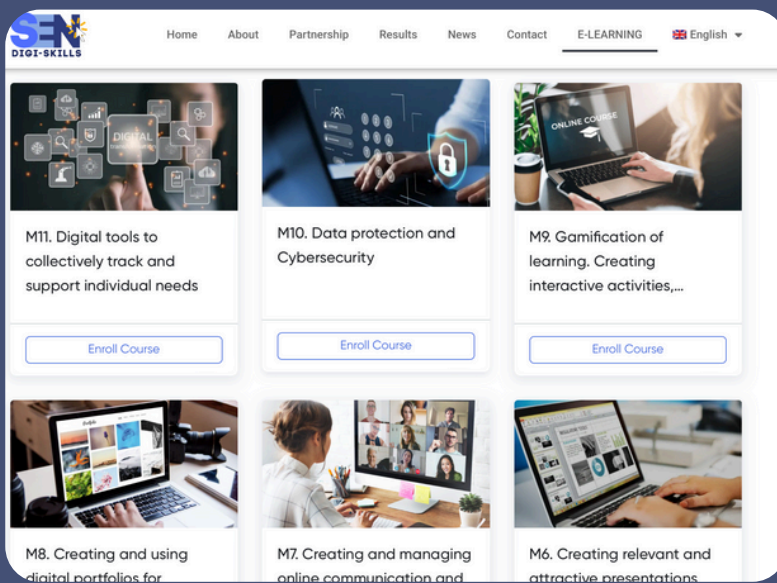 SEN
DIGI-SKILLS
Home
About
Partnership
Results
News
Contact
E-LEARNING
English
DIGITAL
ONLINE COURSE
M11. Digital tools to
collectively track and
support individual needs
M10. Data protection and
Cybersecurity
M9. Gamification of
learning. Creating
interactive activities,...
Enroll Course
Enroll Course
Enroll Course
M8. Creating and using
digital portfolios for
M7. Creating and managing
online communication and
M6. Creating relevant and
attractive presentations